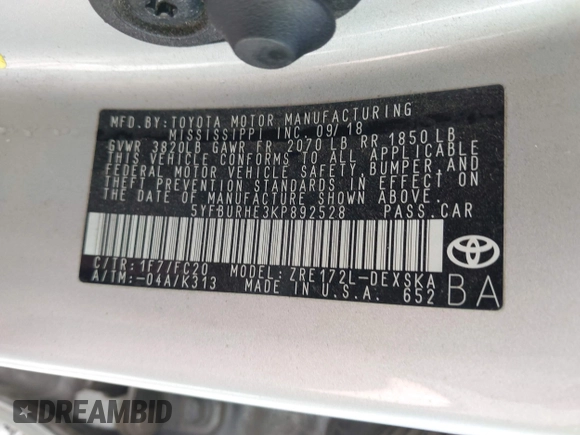 MFD.BY:TOYOTA MOTOR MANUFACTURING
MISSISSIPPI INC.09/18
GVWR 3820LB GAWR FR 2070 LB RR 1850LB
THIS VEHICLE CONFORMS TO ALL APPLICABLE
FEDERAL MOTOR VEHICLE SAFETY,BUMPER,AND
THEFT PREVENTION STANDARDS IN EFFECT ON
THE DATE OF MANUFACTURE SHOWN ABOVE.
5YFBURHE3KP892528 PASS.CAR
C/TR:1F7/FC20 MODEL:ZRE172L-DEXSKA
A/TM:-04A/K313 MADE IN U.S.A. 652
BA
DREAMBID